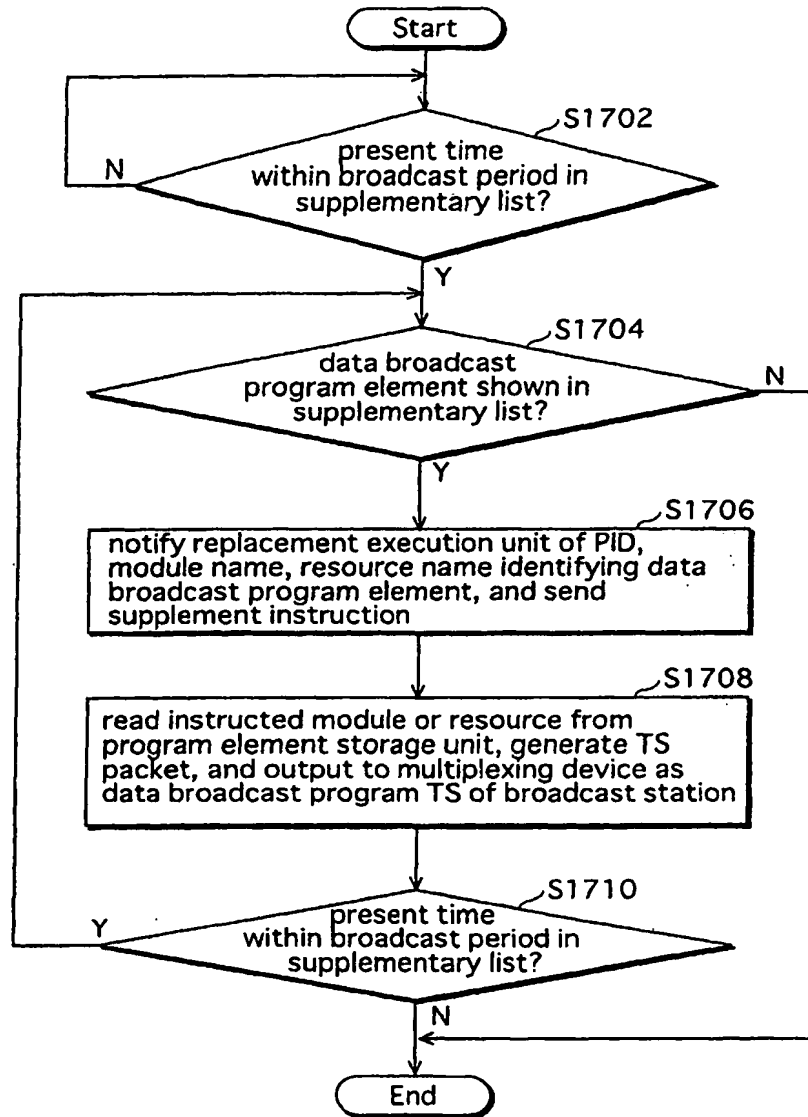 Start
S1702
present time
within broadcast period in
supplementary list?
N
Y
S1704
data broadcast
program element shown in
supplementary list?
N
Y
S1706
notify replacement execution unit of PID,
module name, resource name identifying data
broadcast program element, and send
supplement instruction
S1708
read instructed module or resource from
program element storage unit, generate TS
packet, and output to multiplexing device as
data broadcast program TS of broadcast station
S1710
Y
present time
within broadcast period in
supplementary list?
N
End